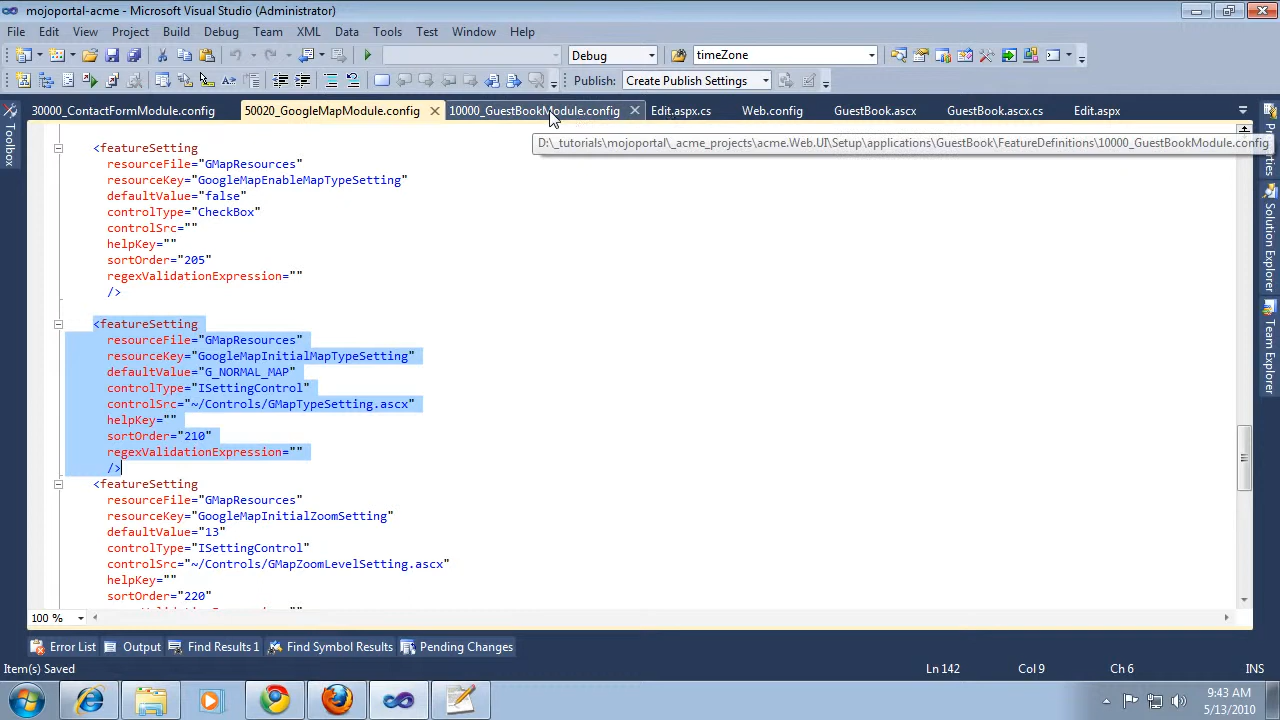 mojoportal-acme - Microsoft Visual Studio (Administrator)
File Edit View Project Build Debug Team XML Data Tools Test Window Help
Debug timeZone
Publish: Create Publish Settings
30000_ContactFormModule.config 50020_GoogleMapModule.config 10000_GuestBookModule.config Edit.aspx.cs Web.config GuestBook.ascx GuestBook.ascx.cs Edit.aspx
D:\_tutorials\mojoportal\_acme_projects\acme.Web.UI\Setup\applications\GuestBook\FeatureDefinitions\10000_GuestBookModule.config
Toolbox
Solution Explorer
Team Explorer
<featureSetting
resourceFile="GMapResources"
resourceKey="GoogleMapEnableMapTypeSetting"
defaultValue="false"
controlType="CheckBox"
controlSrc=""
helpKey=""
sortOrder="205"
regexValidationExpression=""
/>
<featureSetting
resourceFile="GMapResources"
resourceKey="GoogleMapInitialMapTypeSetting"
defaultValue="G_NORMAL_MAP"
controlType="ISettingControl"
controlSrc="~/Controls/GMapTypeSetting.ascx"
helpKey=""
sortOrder="210"
regexValidationExpression=""
/>
<featureSetting
resourceFile="GMapResources"
resourceKey="GoogleMapInitialZoomSetting"
defaultValue="13"
controlType="ISettingControl"
controlSrc="~/Controls/GMapZoomLevelSetting.ascx"
helpKey=""
sortOrder="220"
100 %
Error List Output Find Results 1 Find Symbol Results Pending Changes
Item(s) Saved Ln 142 Col 9 Ch 6 INS
9:43 AM
5/13/2010